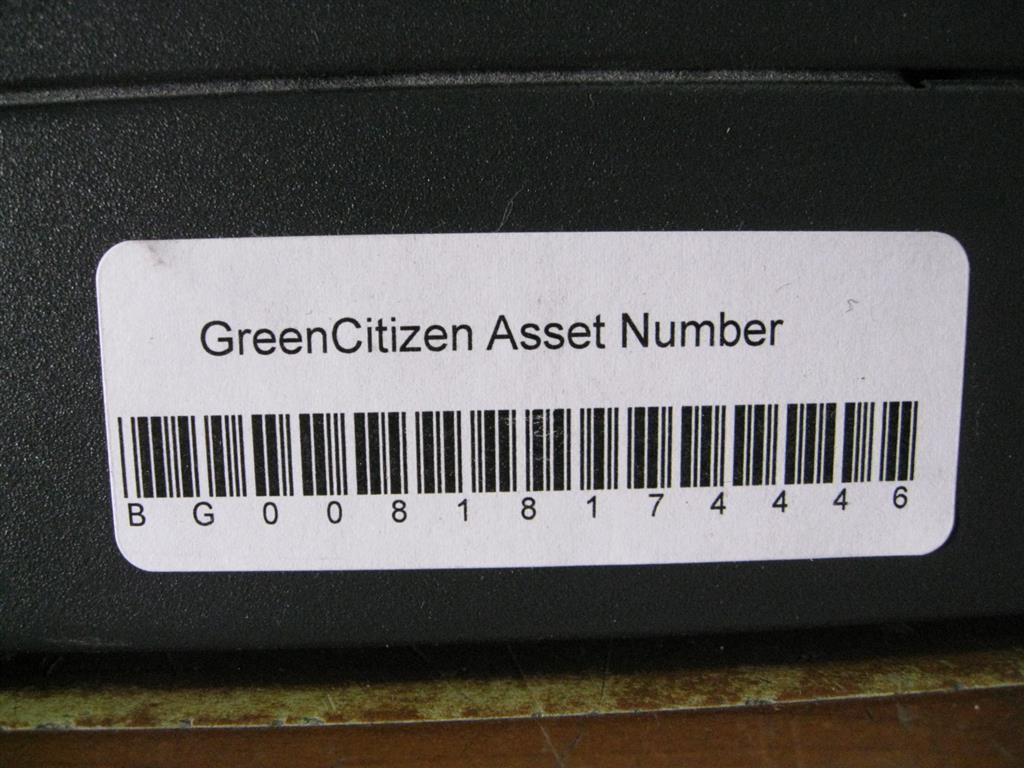 GreenCitizen Asset Number
B G 0 0 8 1 8 1 7 4 4 4 6